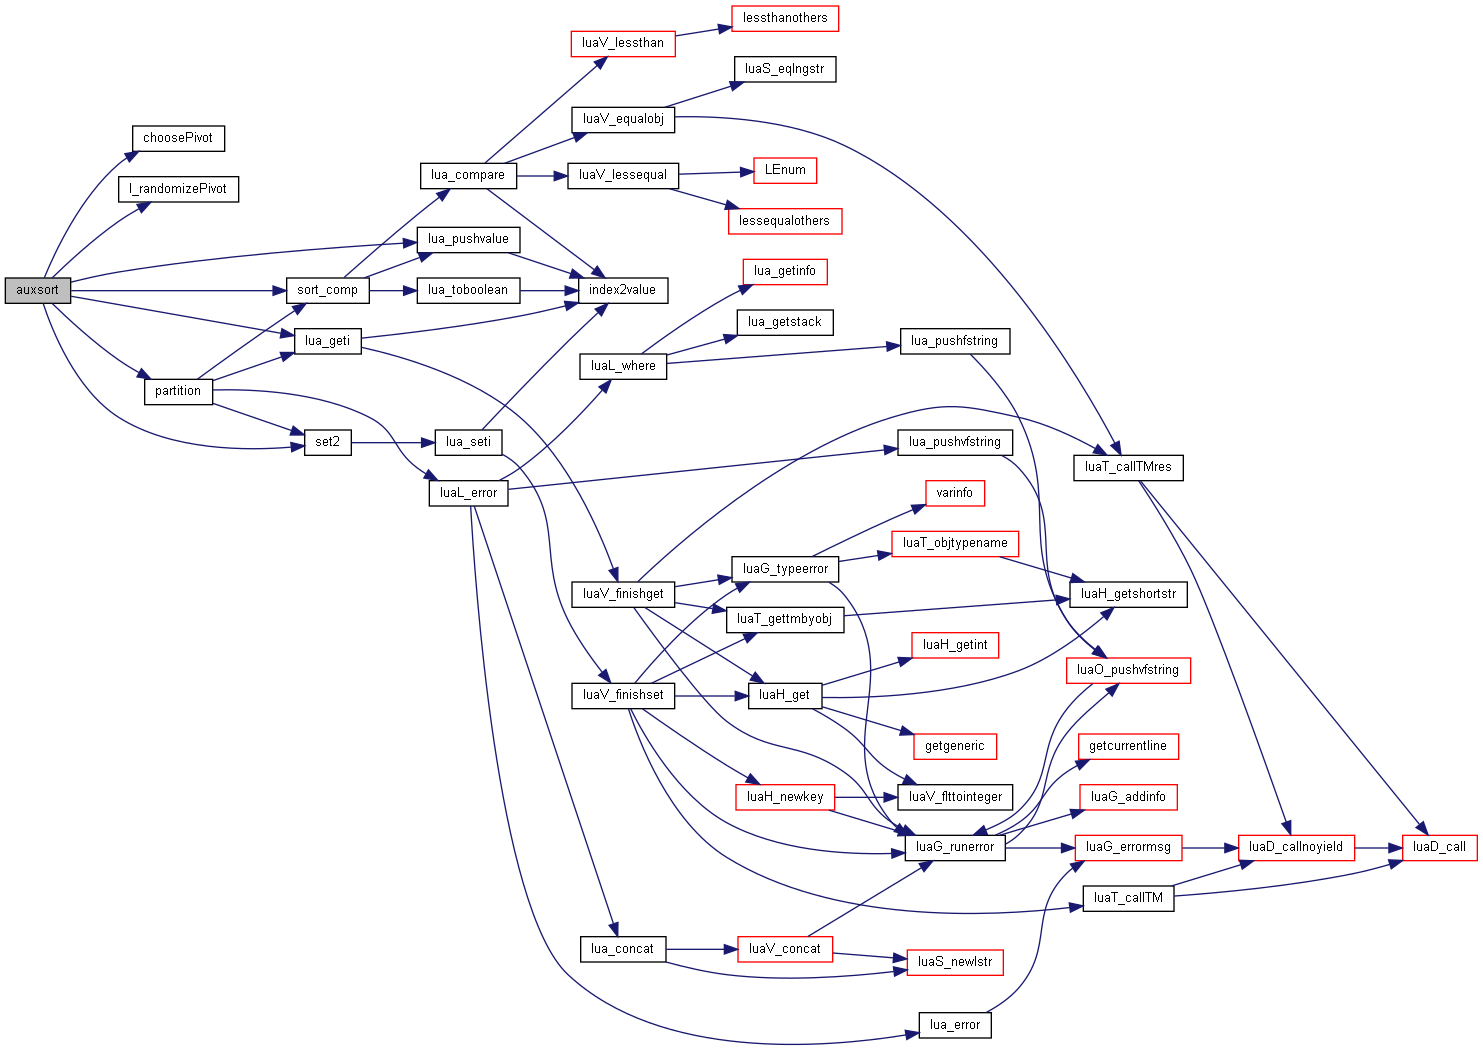 lessthanothers
luaV_lessthan
luaS_eqlngstr
luaV_equalobj
choosePivot
lua_compare
luaV_lessequal
LEnum
l_randomizePivot
lessequalothers
lua_pushvalue
lua_getinfo
auxsort
sort_comp
lua_toboolean
index2value
lua_getstack
lua_geti
lua_pushfstring
luaL_where
partition
set2
lua_seti
lua_pushvfstring
luaT_callTMres
luaL_error
varinfo
luaT_objtypename
luaG_typeerror
luaV_finishget
luaH_getshortstr
luaT_gettmbyobj
luaH_getint
luaO_pushvfstring
luaV_finishset
luaH_get
getgeneric
getcurrentline
luaH_newkey
luaV_flttointeger
luaG_addinfo
luaG_runerror
luaG_errormsg
luaD_callnoyield
luaD_call
luaT_callTM
lua_concat
luaV_concat
luaS_newlstr
lua_error